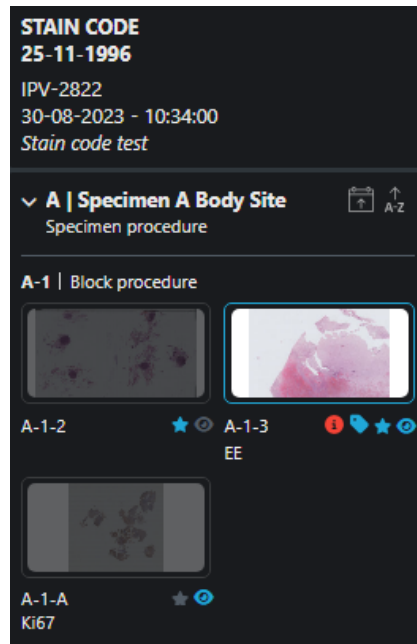 STAIN CODE
25-11-1996
IPV-2822
30-08-2023 - 10:34:00
Stain code test
A | Specimen A Body Site
A-Z
Specimen procedure
A-1 | Block procedure
A-1-2
A-1-3
EE
A-1-A
Ki67